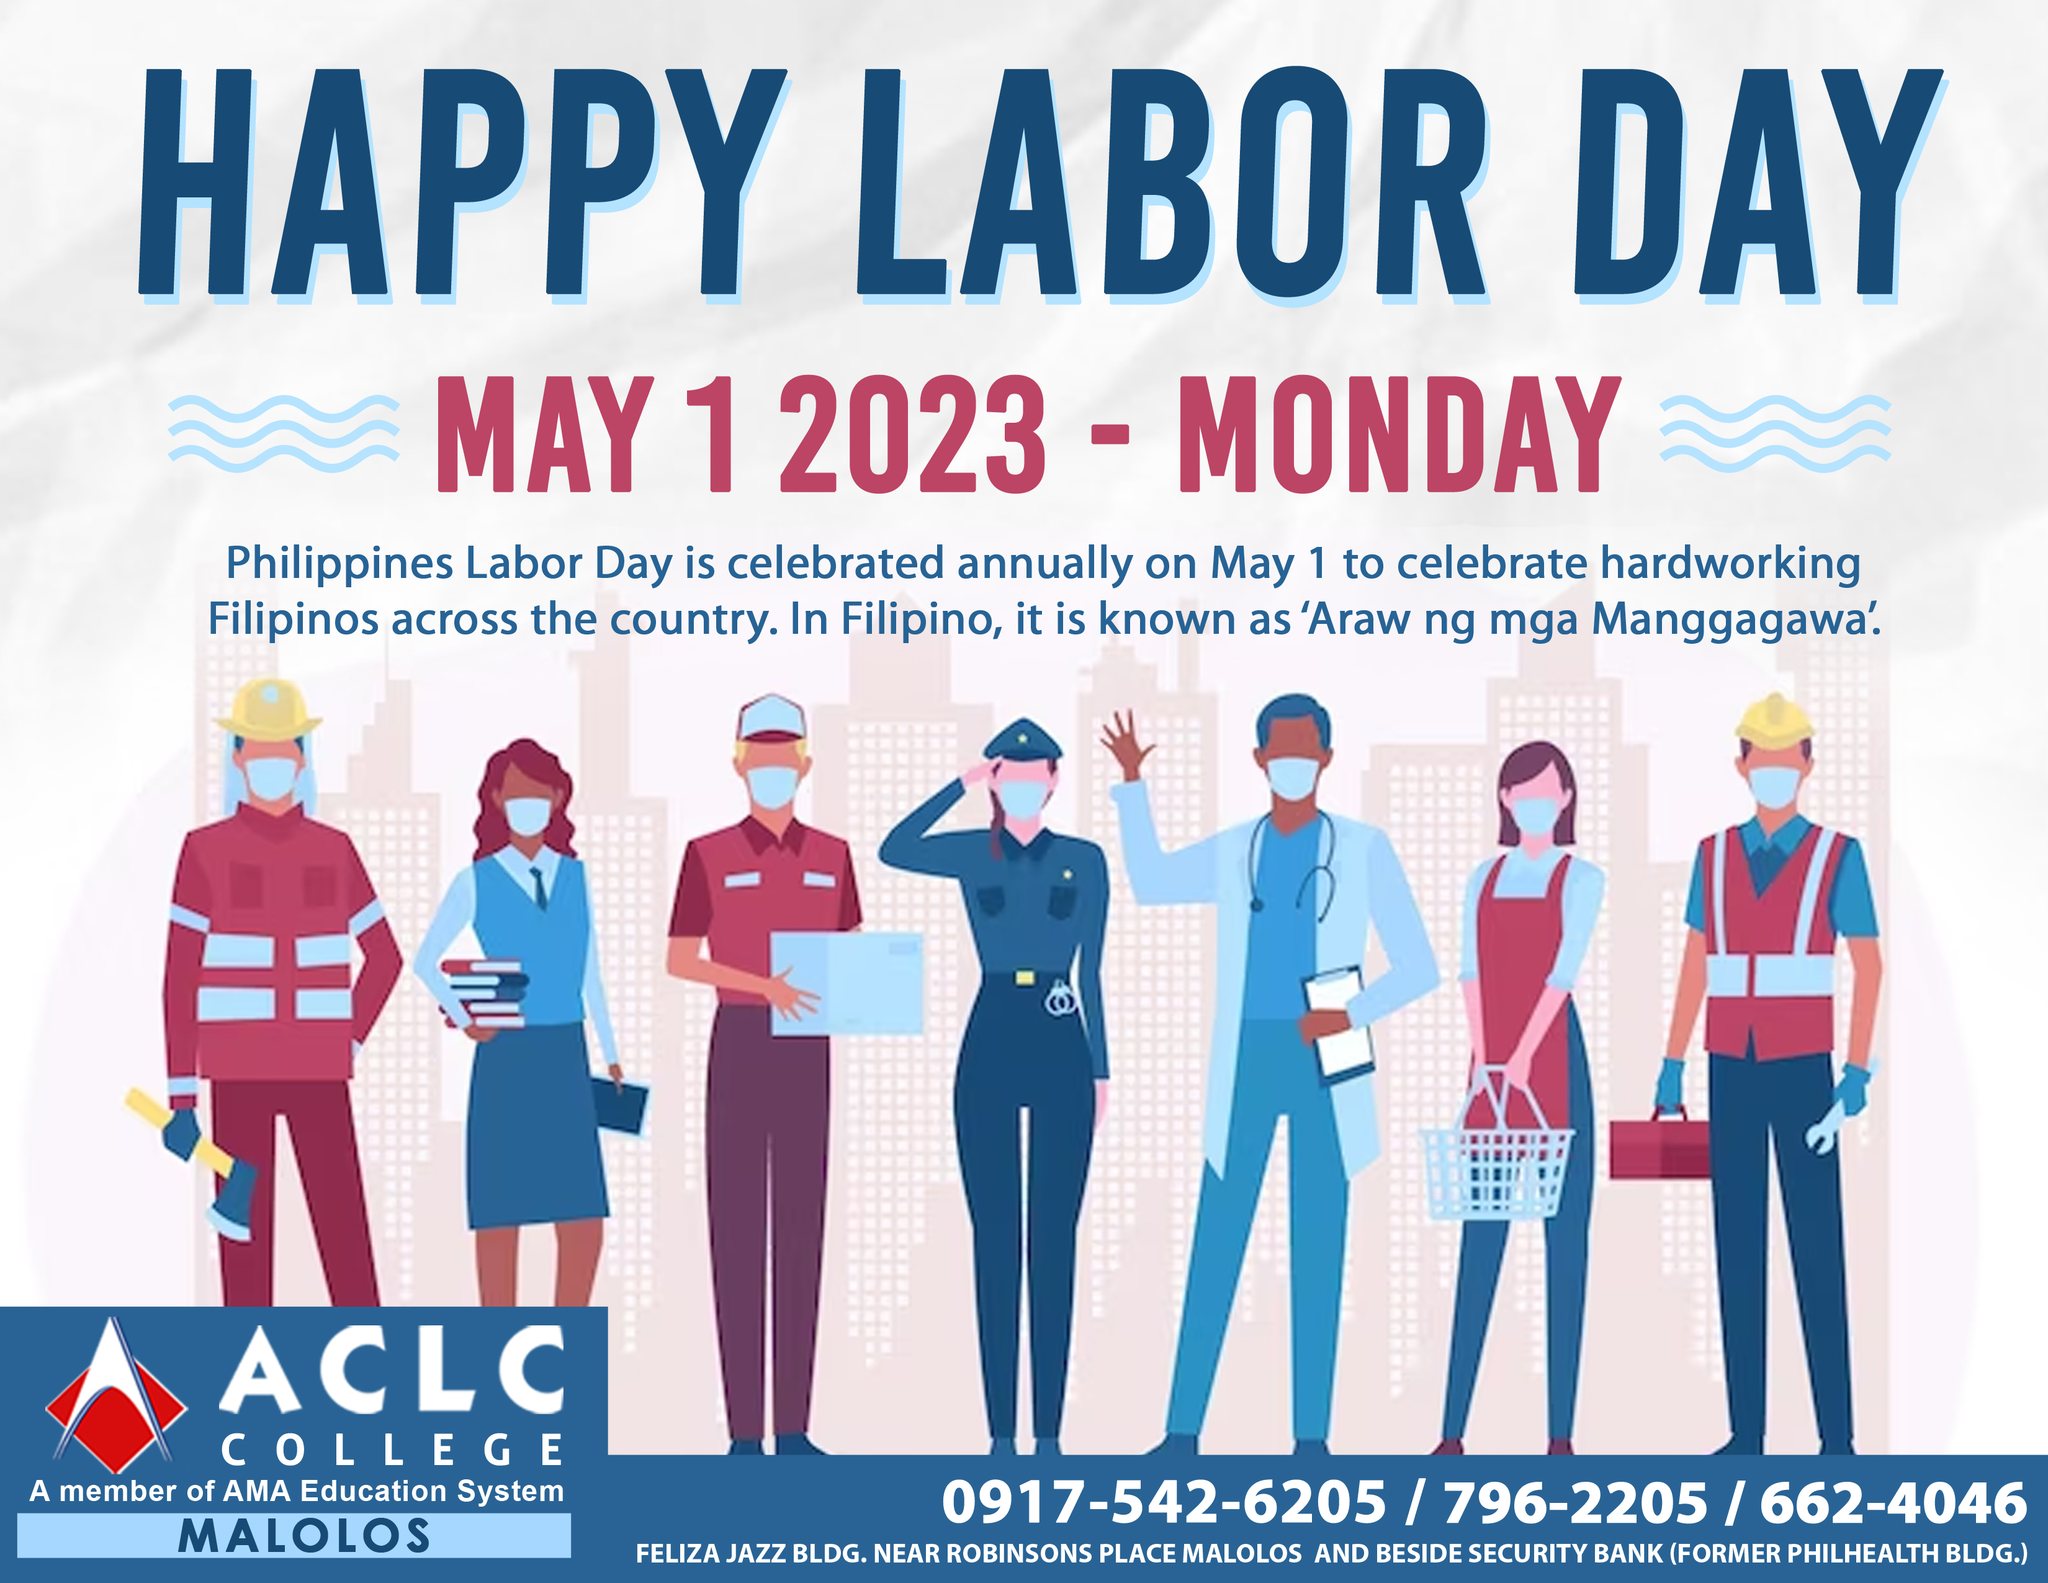 HAPPY LABOR DAY
MAY 1 2023 - MONDAY
Philippines Labor Day is celebrated annually on May 1 to celebrate hardworking
Filipinos across the country. In Filipino, it is known as ‘Araw ng mga Manggagawa’.
ACLC
COLLEGE
A member of AMA Education System
MALOLOS
0917-542-6205 / 796-2205 / 662-4046
FELIZA JAZZ BLDG. NEAR ROBINSONS PLACE MALOLOS AND BESIDE SECURITY BANK (FORMER PHILHEALTH BLDG.)